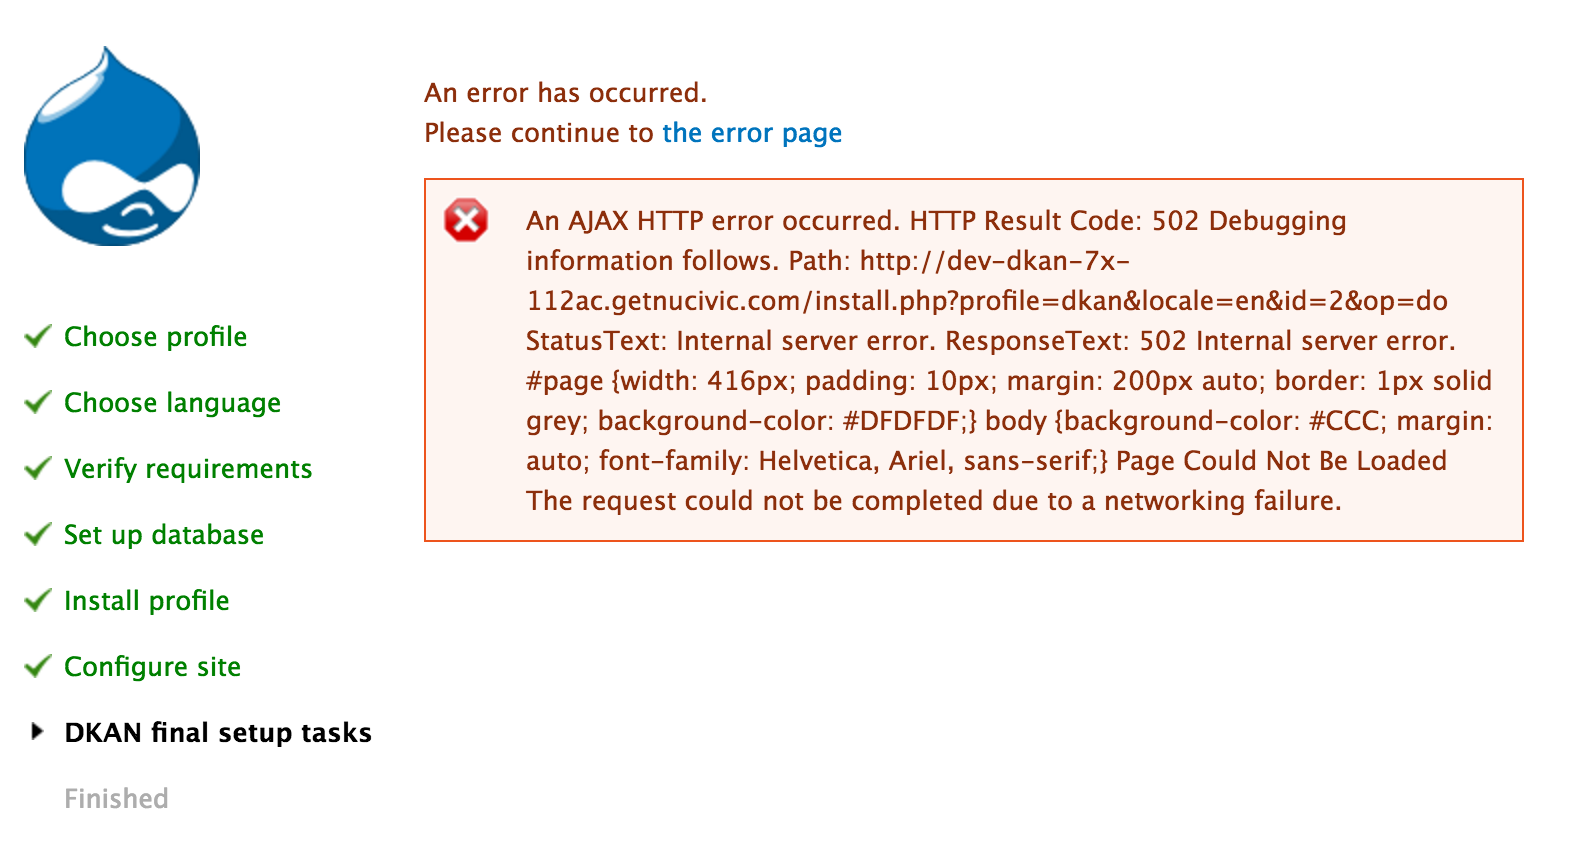 An error has occurred.
Please continue to the error page
An AJAX HTTP error occurred. HTTP Result Code: 502 Debugging
information follows. Path: http://dev-dkan-7x-
112ac.getnucivic.com/install.php?profile=dkan&locale=en&id=2&op=do
StatusText: Internal server error. ResponseText: 502 Internal server error.
#page {width: 416px; padding: 10px; margin: 200px auto; border: 1px solid
grey; background-color: #DFDFDF;} body {background-color: #CCC; margin:
auto; font-family: Helvetica, Ariel, sans-serif;} Page Could Not Be Loaded
The request could not be completed due to a networking failure.
Choose profile
Choose language
Verify requirements
Set up database
Install profile
Configure site
DKAN final setup tasks
Finished